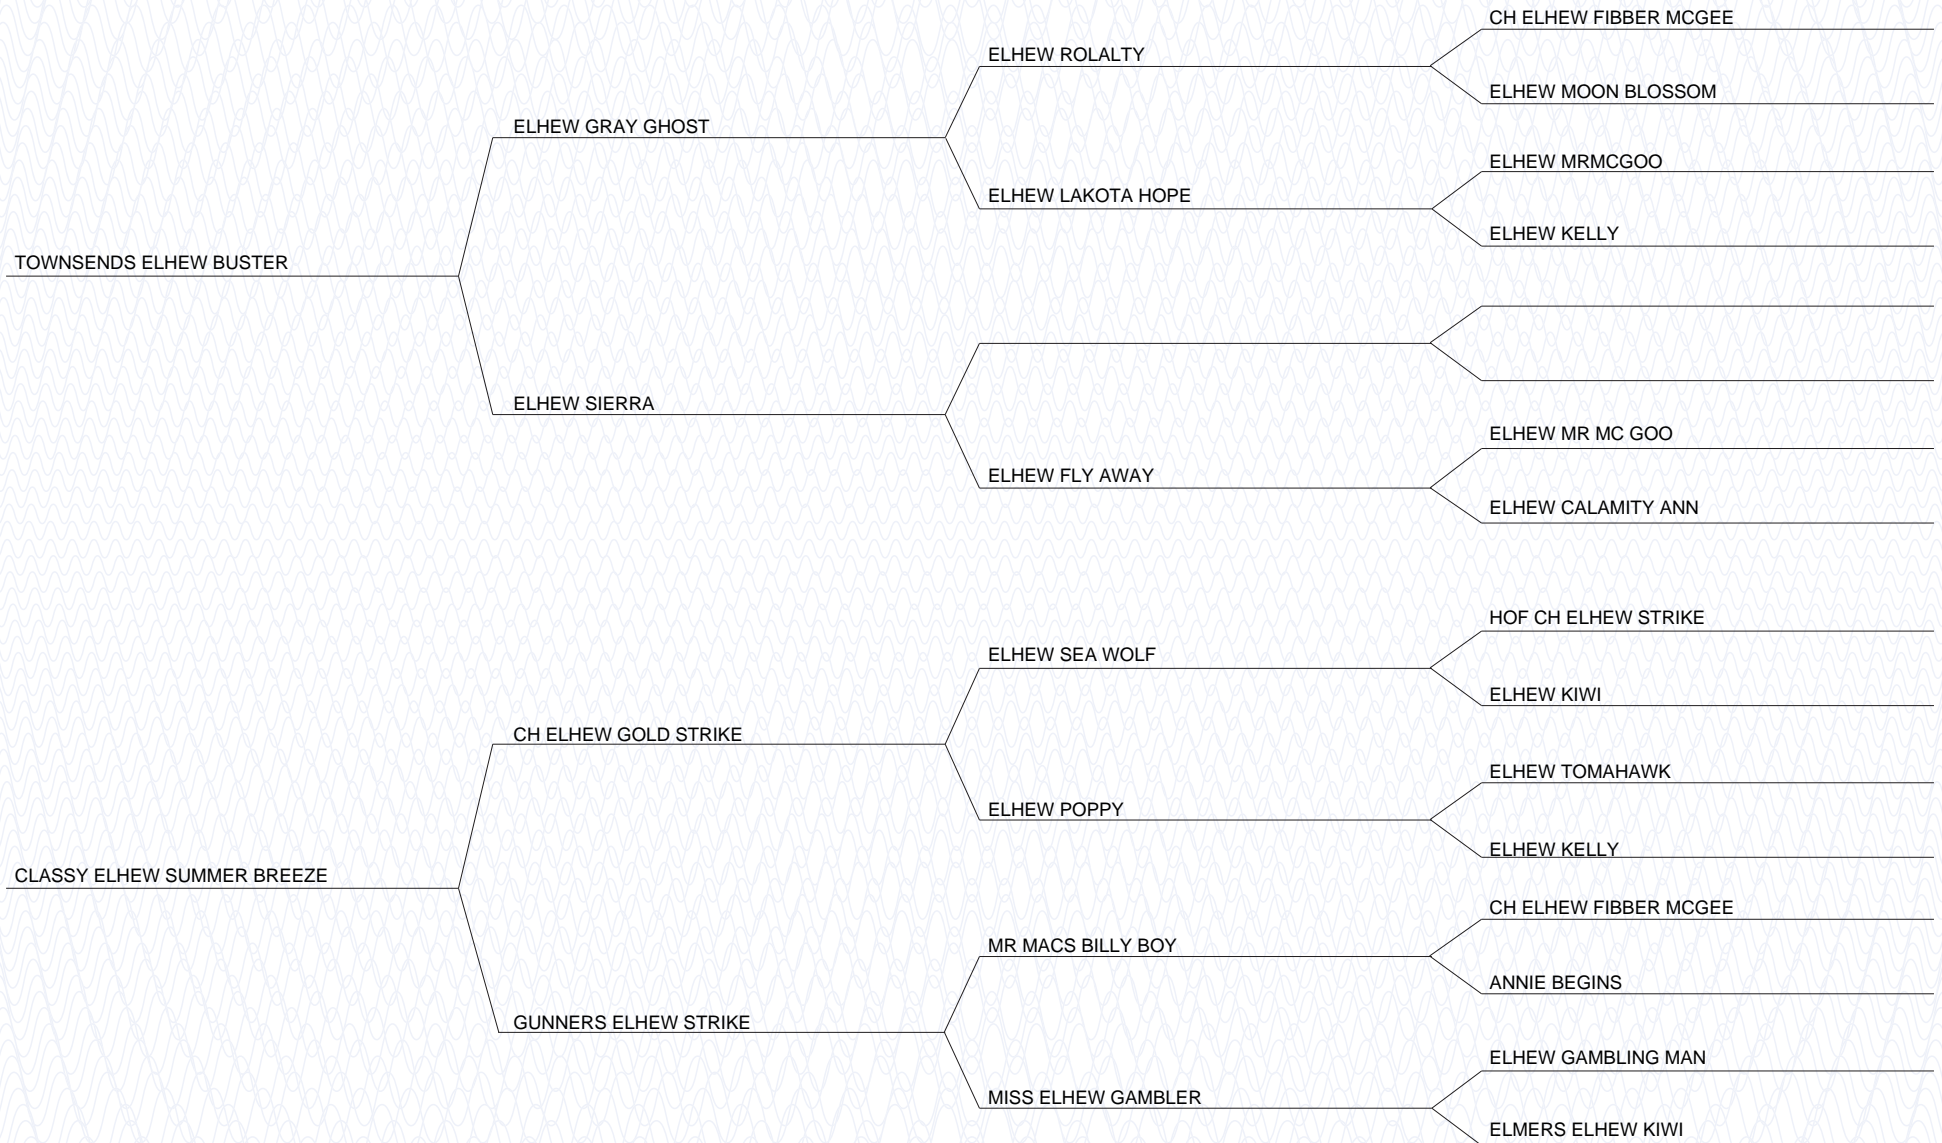 CH ELHEW FIBBER MCGEE
ELHEW ROLALTY
ELHEW MOON BLOSSOM
ELHEW GRAY GHOST
ELHEW MRMCGOO
ELHEW LAKOTA HOPE
ELHEW KELLY
TOWNSENDS ELHEW BUSTER
ELHEW SIERRA
ELHEW MR MC GOO
ELHEW FLY AWAY
ELHEW CALAMITY ANN
HOF CH ELHEW STRIKE
ELHEW SEA WOLF
ELHEW KIWI
CH ELHEW GOLD STRIKE
ELHEW TOMAHAWK
ELHEW POPPY
ELHEW KELLY
CLASSY ELHEW SUMMER BREEZE
CH ELHEW FIBBER MCGEE
MR MACS BILLY BOY
ANNIE BEGINS
GUNNERS ELHEW STRIKE
ELHEW GAMBLING MAN
MISS ELHEW GAMBLER
ELMERS ELHEW KIWI